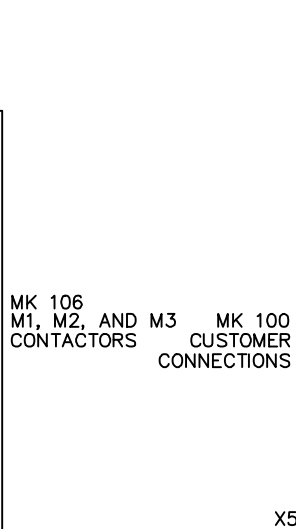 MK 106
M1, M2, AND M3
CONTACTORS
MK 100
CUSTOMER
CONNECTIONS
X5